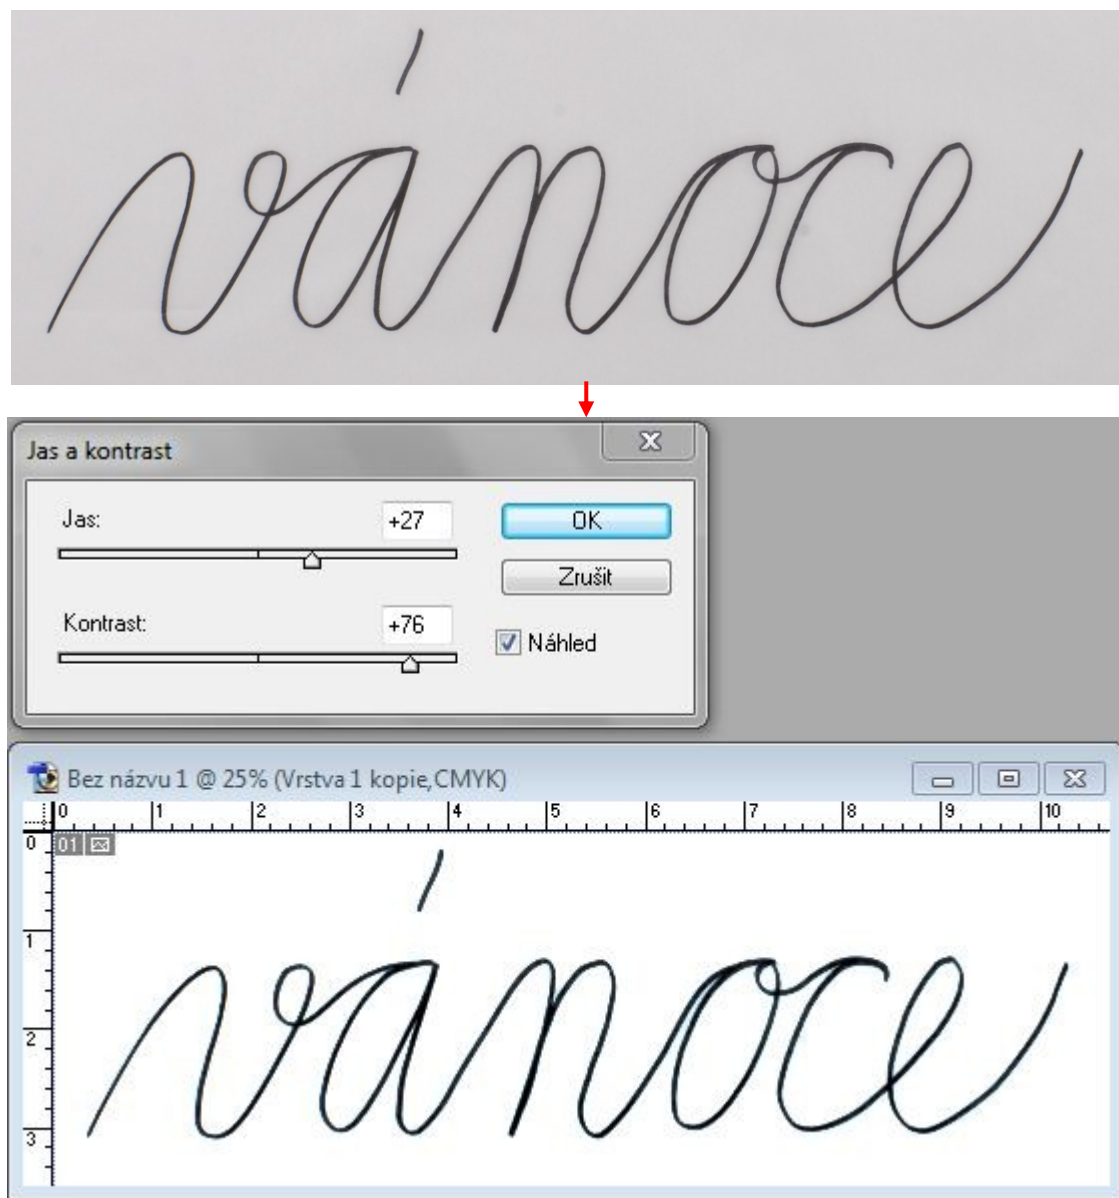 vánoce
Jas a kontrast
Jas: +27 OK
Zrušit
Kontrast: +76
Náhled
Bez názvu 1 @ 25% (Vrstva 1 kopie,CMYK)
0 1 2 3 4 5 6 7 8 9 10
0 01
1
2
3
vánoce